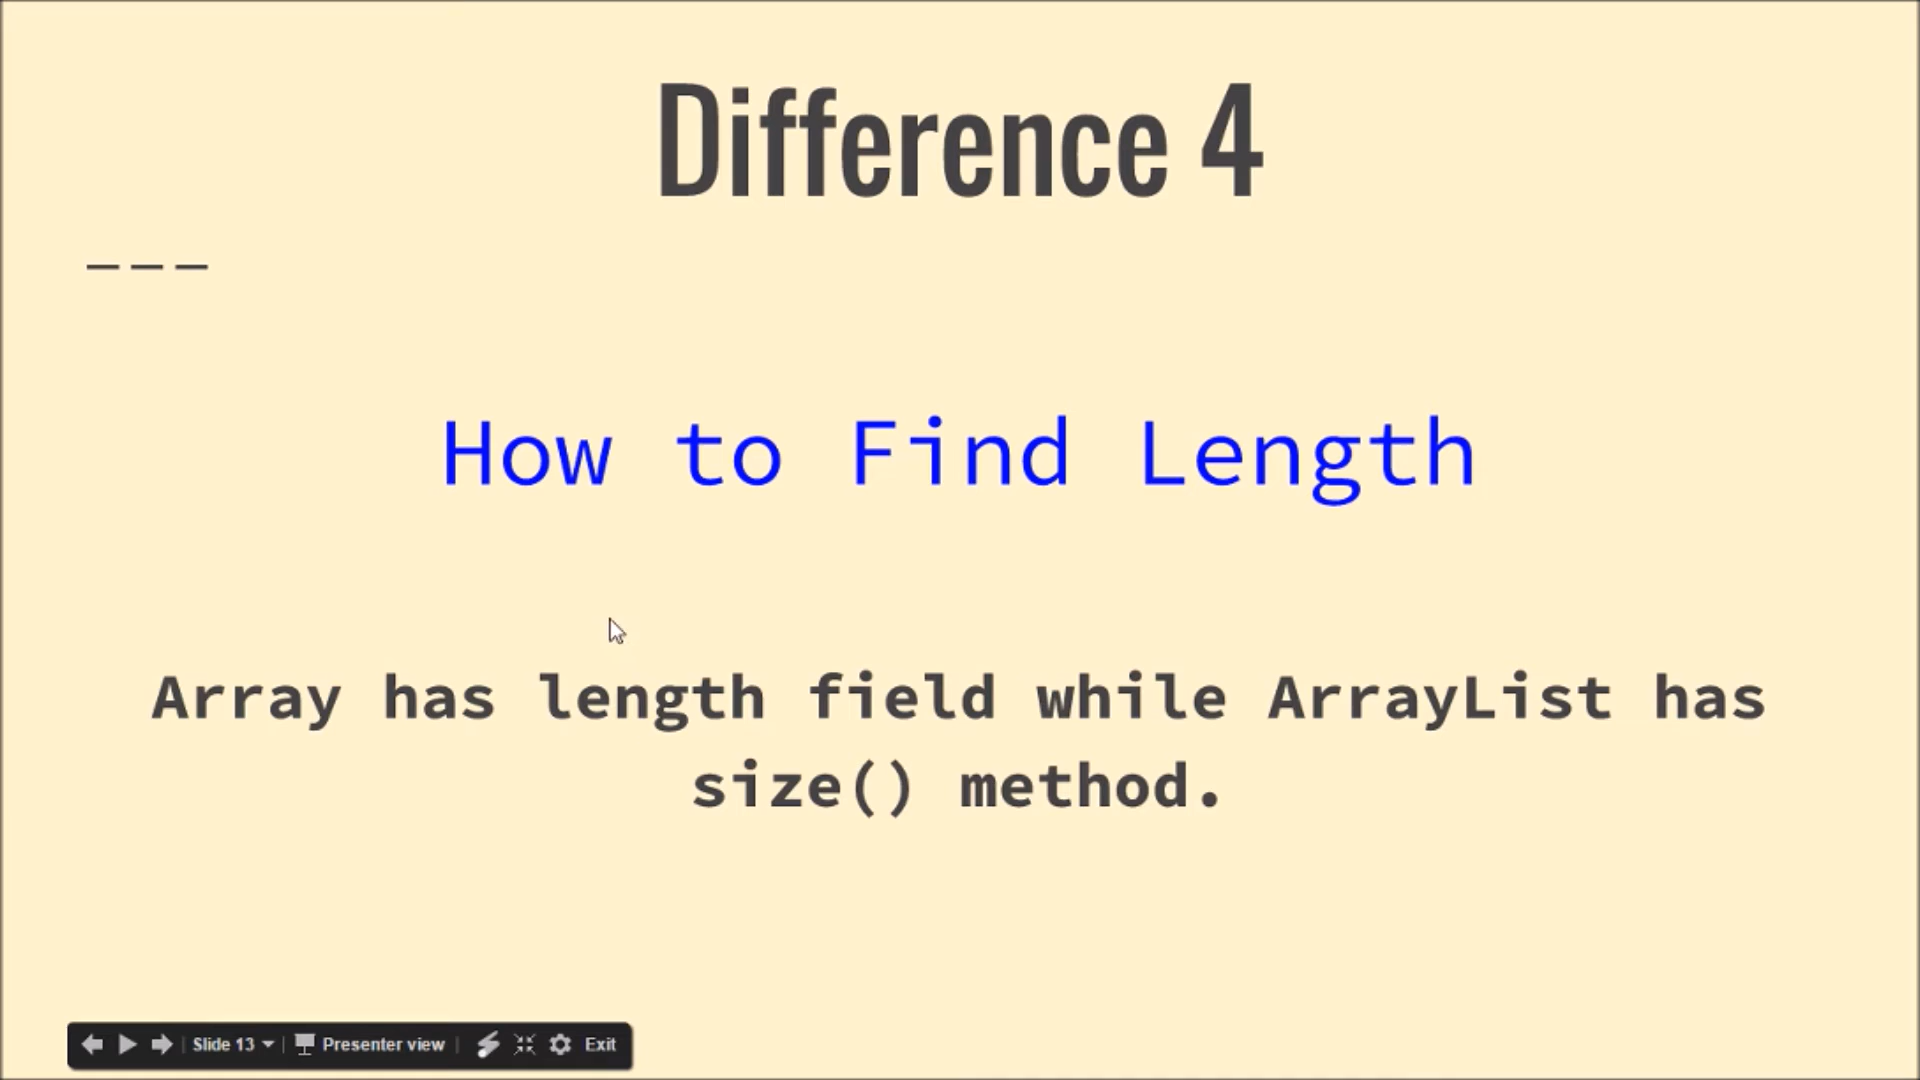 Difference 4
___
How to Find Length
Array has length field while ArrayList has
size() method.
Slide 13 Presenter view Exit